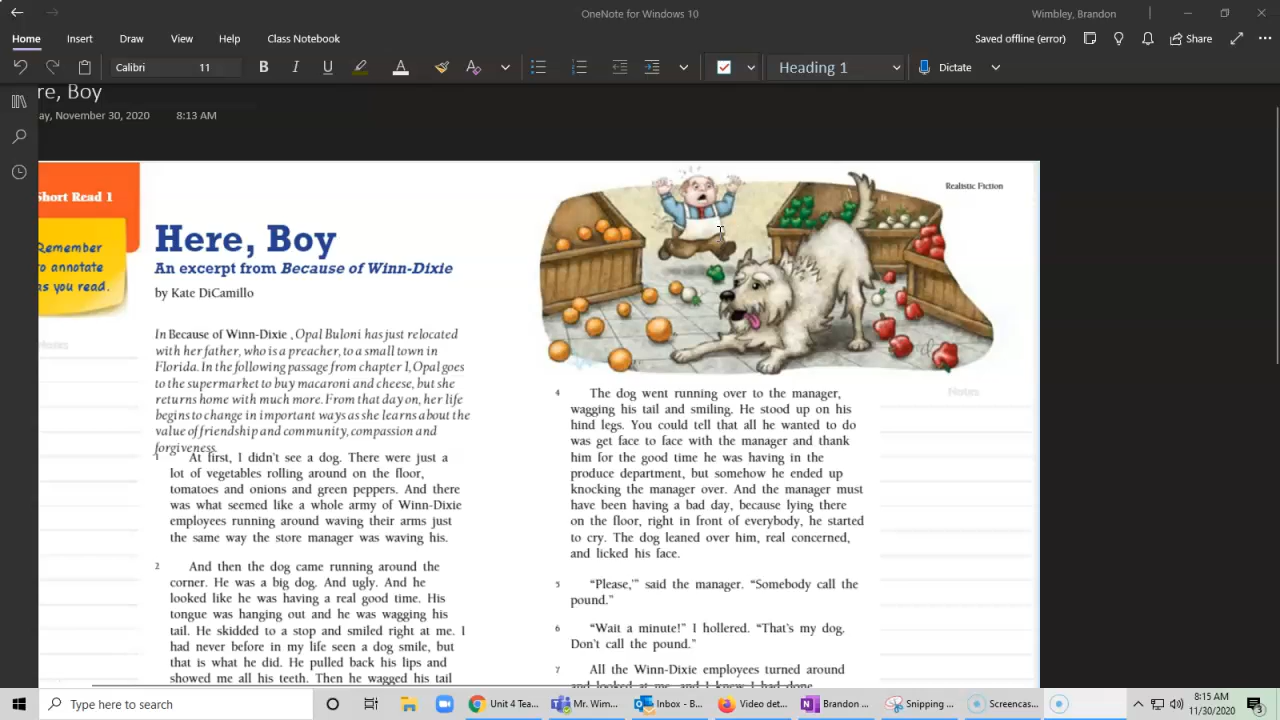 OneNote for Windows 10
Wimbley, Brandon
Home Insert Draw View Help Class Notebook
Saved offline (error)
Share
Calibri 11
B I U A
Heading 1
Dictate
re, Boy
ay, November 30, 2020 8:13 AM
Short Read 1
Remember
to annotate
as you read.
Notes
Realistic Fiction
Here, Boy
An excerpt from Because of Winn-Dixie
by Kate DiCamillo
In Because of Winn-Dixie , Opal Buloni has just relocated
with her father, who is a preacher, to a small town in
Florida. In the following passage from chapter 1, Opal goes
to the supermarket to buy macaroni and cheese, but she
returns home with much more. From that day on, her life
begins to change in important ways as she learns about the
value of friendship and community, compassion and
forgiveness.
1 At first, I didn't see a dog. There were just a
lot of vegetables rolling around on the floor,
tomatoes and onions and green peppers. And there
was what seemed like a whole army of Winn-Dixie
employees running around waving their arms just
the same way the store manager was waving his.
2 And then the dog came running around the
corner. He was a big dog. And ugly. And he
looked like he was having a real good time. His
tongue was hanging out and he was wagging his
tail. He skidded to a stop and smiled right at me. I
had never before in my life seen a dog smile, but
that is what he did. He pulled back his lips and
showed me all his teeth. Then he wagged his tail
4 The dog went running over to the manager,
wagging his tail and smiling. He stood up on his
hind legs. You could tell that all he wanted to do
was get face to face with the manager and thank
him for the good time he was having in the
produce department, but somehow he ended up
knocking the manager over. And the manager must
have been having a bad day, because lying there
on the floor, right in front of everybody, he started
to cry. The dog leaned over him, real concerned,
and licked his face.
5 “Please,'” said the manager. “Somebody call the
pound.”
6 “Wait a minute!” I hollered. “That's my dog.
Don't call the pound.”
7 All the Winn-Dixie employees turned around
and looked at me, and I knew I had done
Notes
Type here to search
Unit 4 Tea...
Mr. Wim...
Inbox - B...
Video det...
Brandon ...
Snipping ...
Screencas...
8:15 AM
11/30/2020